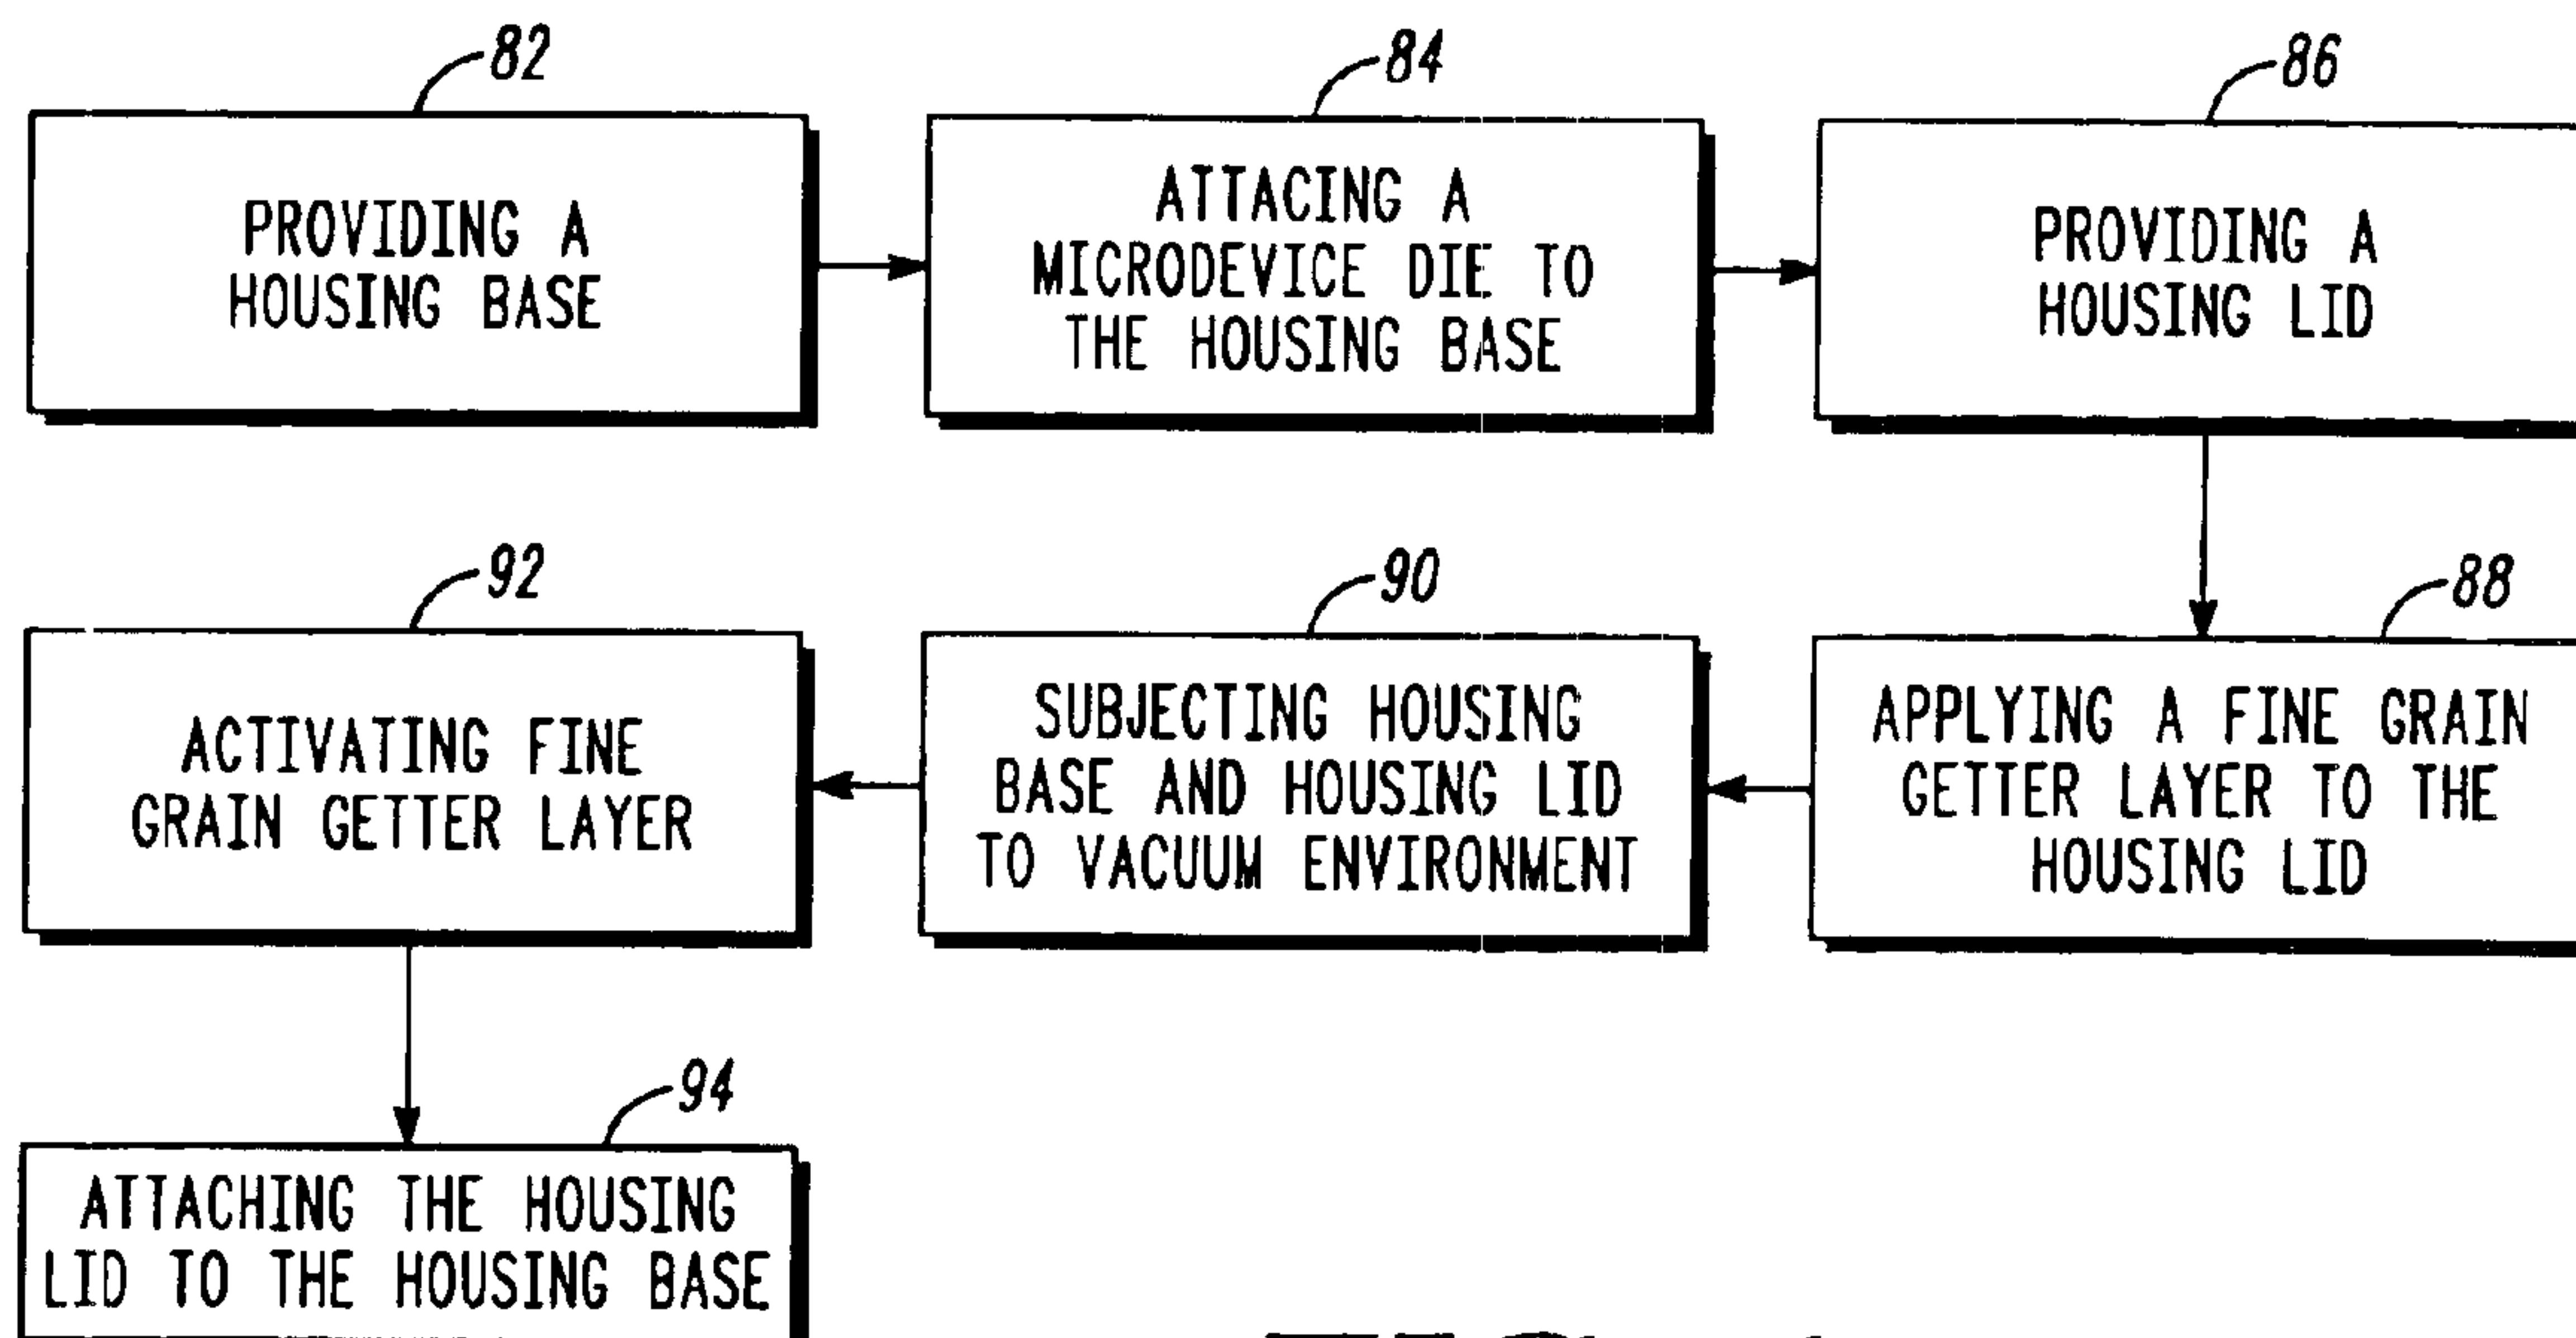 82
PROVIDING A
HOUSING BASE
84
ATTACING A
MICRODEVICE DIE TO
THE HOUSING BASE
86
PROVIDING A
HOUSING LID
88
APPLYING A FINE GRAIN
GETTER LAYER TO THE
HOUSING LID
90
SUBJECTING HOUSING
BASE AND HOUSING LID
TO VACUUM ENVIRONMENT
92
ACTIVATING FINE
GRAIN GETTER LAYER
94
ATTACHING THE HOUSING
LID TO THE HOUSING BASE